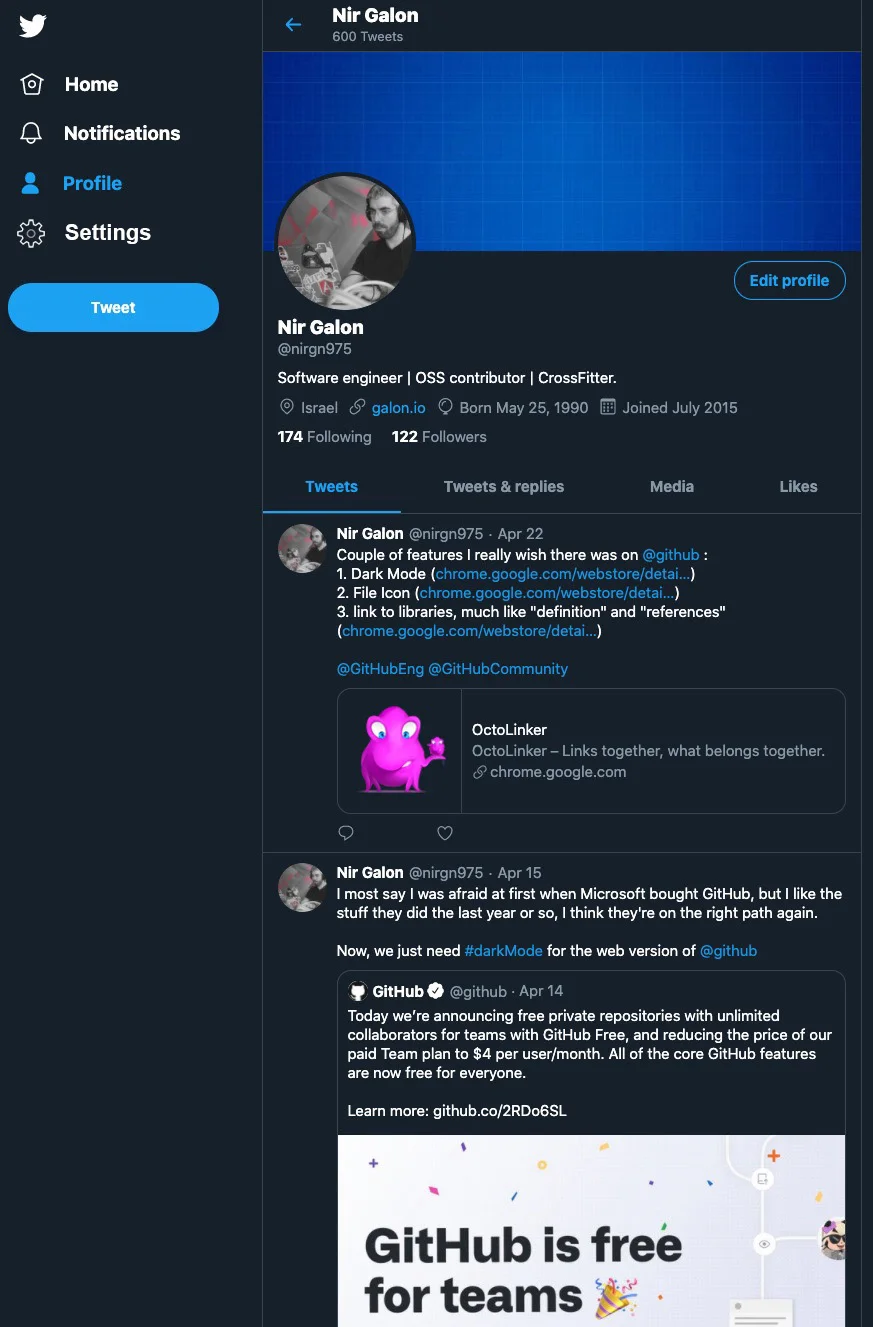 Nir Galon
600 Tweets
Home
Notifications
Profile
Settings
Tweet
Edit profile
Nir Galon
@nirgn975
Software engineer | OSS contributor | CrossFitter.
Israel galon.io Born May 25, 1990 Joined July 2015
174 Following 122 Followers
Tweets Tweets & replies Media Likes
Nir Galon @nirgn975 · Apr 22
Couple of features I really wish there was on @github :
1. Dark Mode (chrome.google.com/webstore/detai...)
2. File Icon (chrome.google.com/webstore/detai...)
3. link to libraries, much like "definition" and "references"
(chrome.google.com/webstore/detai...)
@GitHubEng @GitHubCommunity
OctoLinker
OctoLinker – Links together, what belongs together.
chrome.google.com
Nir Galon @nirgn975 · Apr 15
I most say I was afraid at first when Microsoft bought GitHub, but I like the
stuff they did the last year or so, I think they're on the right path again.
Now, we just need #darkMode for the web version of @github
GitHub @github · Apr 14
Today we’re announcing free private repositories with unlimited
collaborators for teams with GitHub Free, and reducing the price of our
paid Team plan to $4 per user/month. All of the core GitHub features
are now free for everyone.
Learn more: github.co/2RDo6SL
GitHub is free
for teams